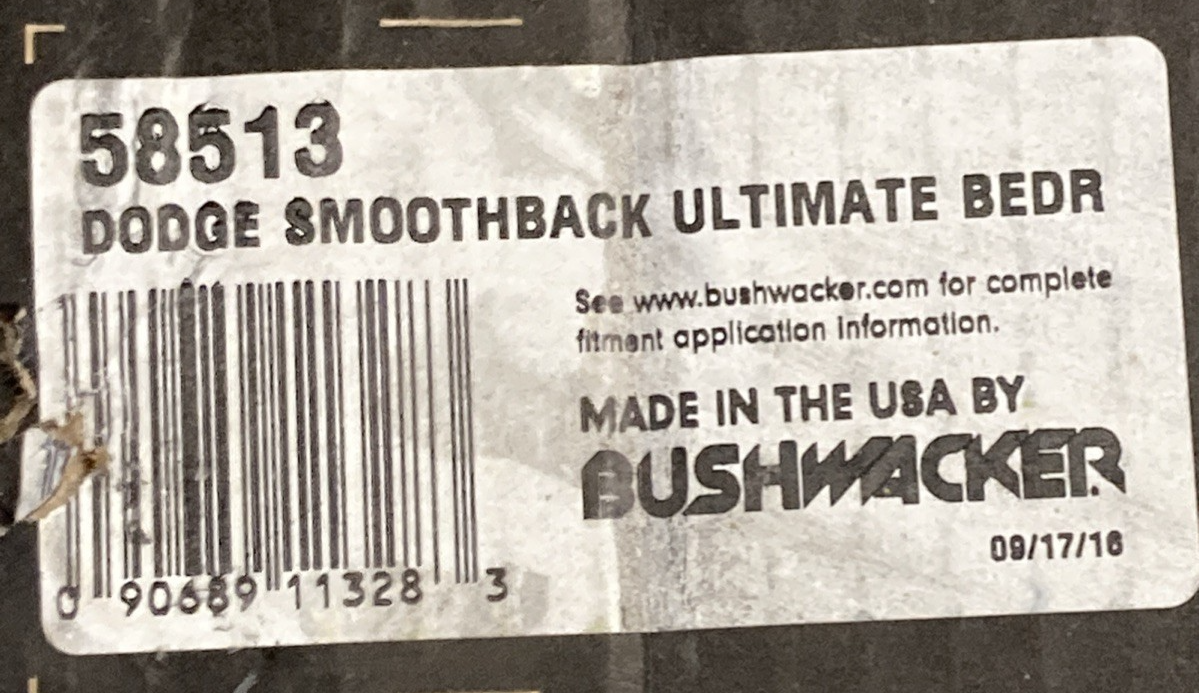 58513
DODGE SMOOTHBACK ULTIMATE BEDR
See www.bushwacker.com for complete
fitment application information.
MADE IN THE USA BY
BUSHWACKER
09/17/16
0 90689 11328 3